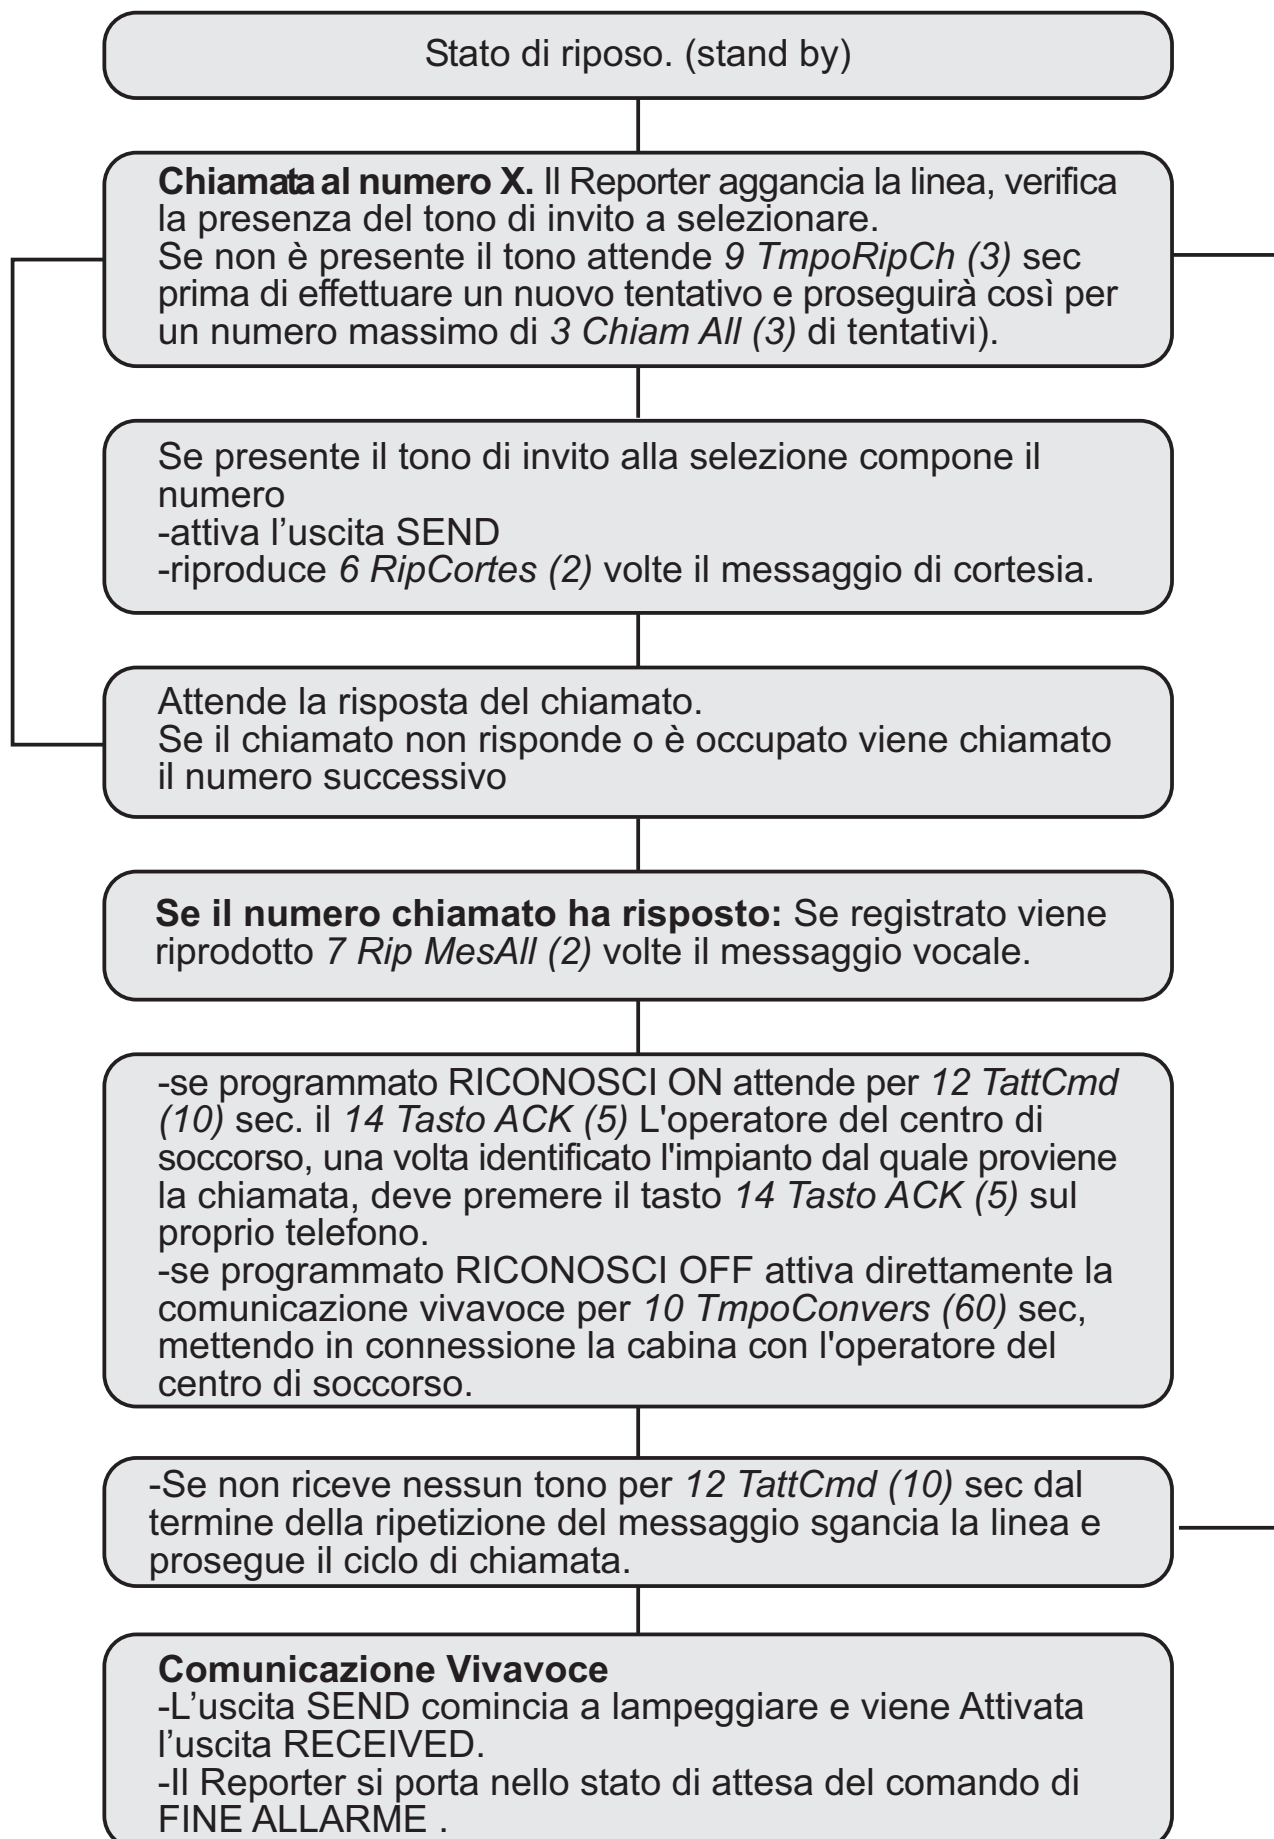 Stato di riposo. (stand by)
Chiamata al numero X. Il Reporter aggancia la linea, verifica
la presenza del tono di invito a selezionare.
Se non è presente il tono attende 9 TmpoRipCh (3) sec
prima di effettuare un nuovo tentativo e proseguirà così per
un numero massimo di 3 Chiam All (3) di tentativi).
Se presente il tono di invito alla selezione compone il
numero
-attiva l’uscita SEND
-riproduce 6 RipCortes (2) volte il messaggio di cortesia.
Attende la risposta del chiamato.
Se il chiamato non risponde o è occupato viene chiamato
il numero successivo
Se il numero chiamato ha risposto: Se registrato viene
riprodotto 7 Rip MesAll (2) volte il messaggio vocale.
-se programmato RICONOSCI ON attende per 12 TattCmd
(10) sec. il 14 Tasto ACK (5) L'operatore del centro di
soccorso, una volta identificato l'impianto dal quale proviene
la chiamata, deve premere il tasto 14 Tasto ACK (5) sul
proprio telefono.
-se programmato RICONOSCI OFF attiva direttamente la
comunicazione vivavoce per 10 TmpoConvers (60) sec,
mettendo in connessione la cabina con l'operatore del
centro di soccorso.
-Se non riceve nessun tono per 12 TattCmd (10) sec dal
termine della ripetizione del messaggio sgancia la linea e
prosegue il ciclo di chiamata.
Comunicazione Vivavoce
-L’uscita SEND comincia a lampeggiare e viene Attivata
l’uscita RECEIVED.
-Il Reporter si porta nello stato di attesa del comando di
FINE ALLARME .